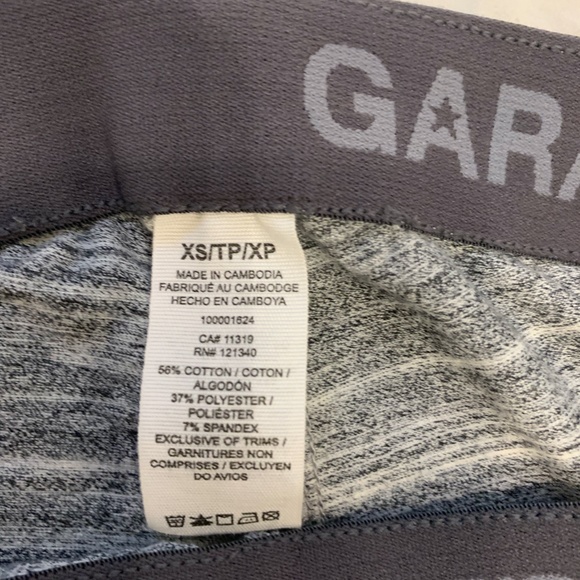 GARA
XS/TP/XP
MADE IN CAMBODIA
FABRIQUÉ AU CAMBODGE
HECHO EN CAMBOYA
100001624
CA# 11319
RN# 121340
56% COTTON / COTON /
ALGODÓN
37% POLYESTER /
POLIÉSTER
7% SPANDEX
EXCLUSIVE OF TRIMS /
GARNITURES NON
COMPRISES / EXCLUYEN
DO AVIOS